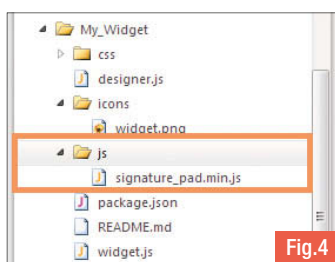 My_Widget
css
designer.js
icons
widget.png
js
signature_pad.min.js
package.json
README.md
widget.js
Fig.4